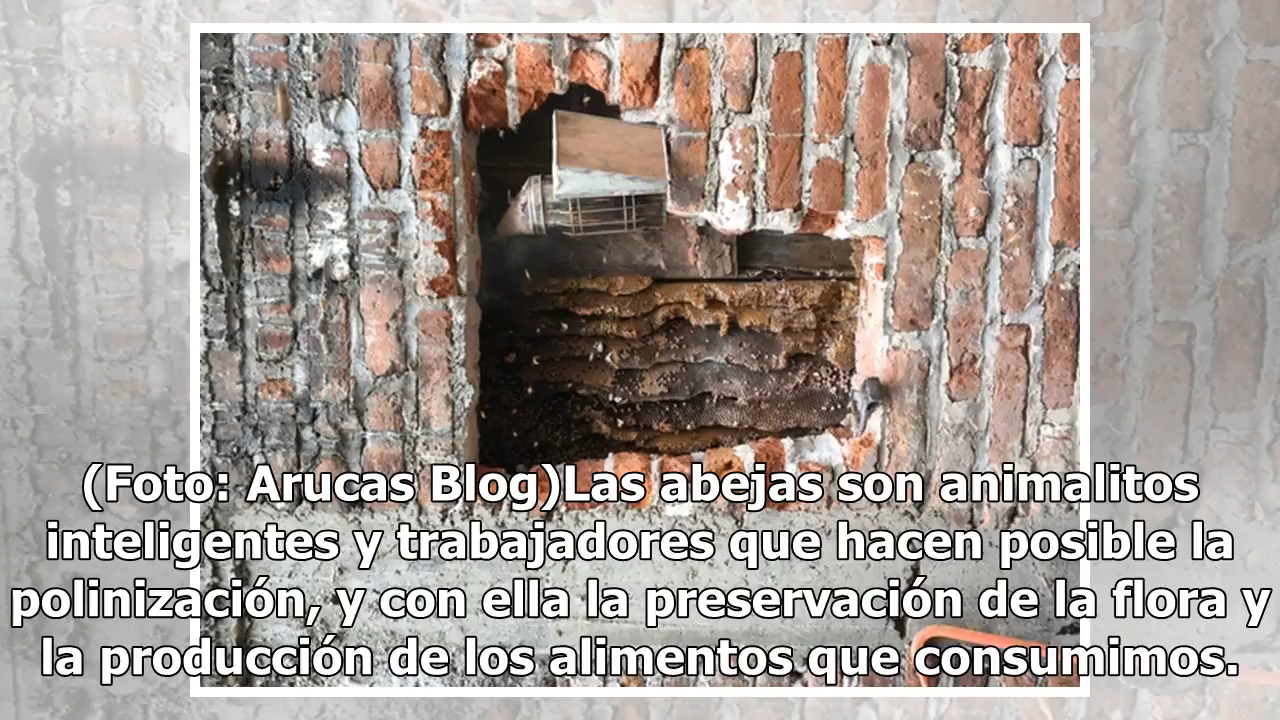 (Foto: Arucas Blog)Las abejas son animalitos
inteligentes y trabajadores que hacen posible la
polinización, y con ella la preservación de la flora y
la producción de los alimentos que consumimos.